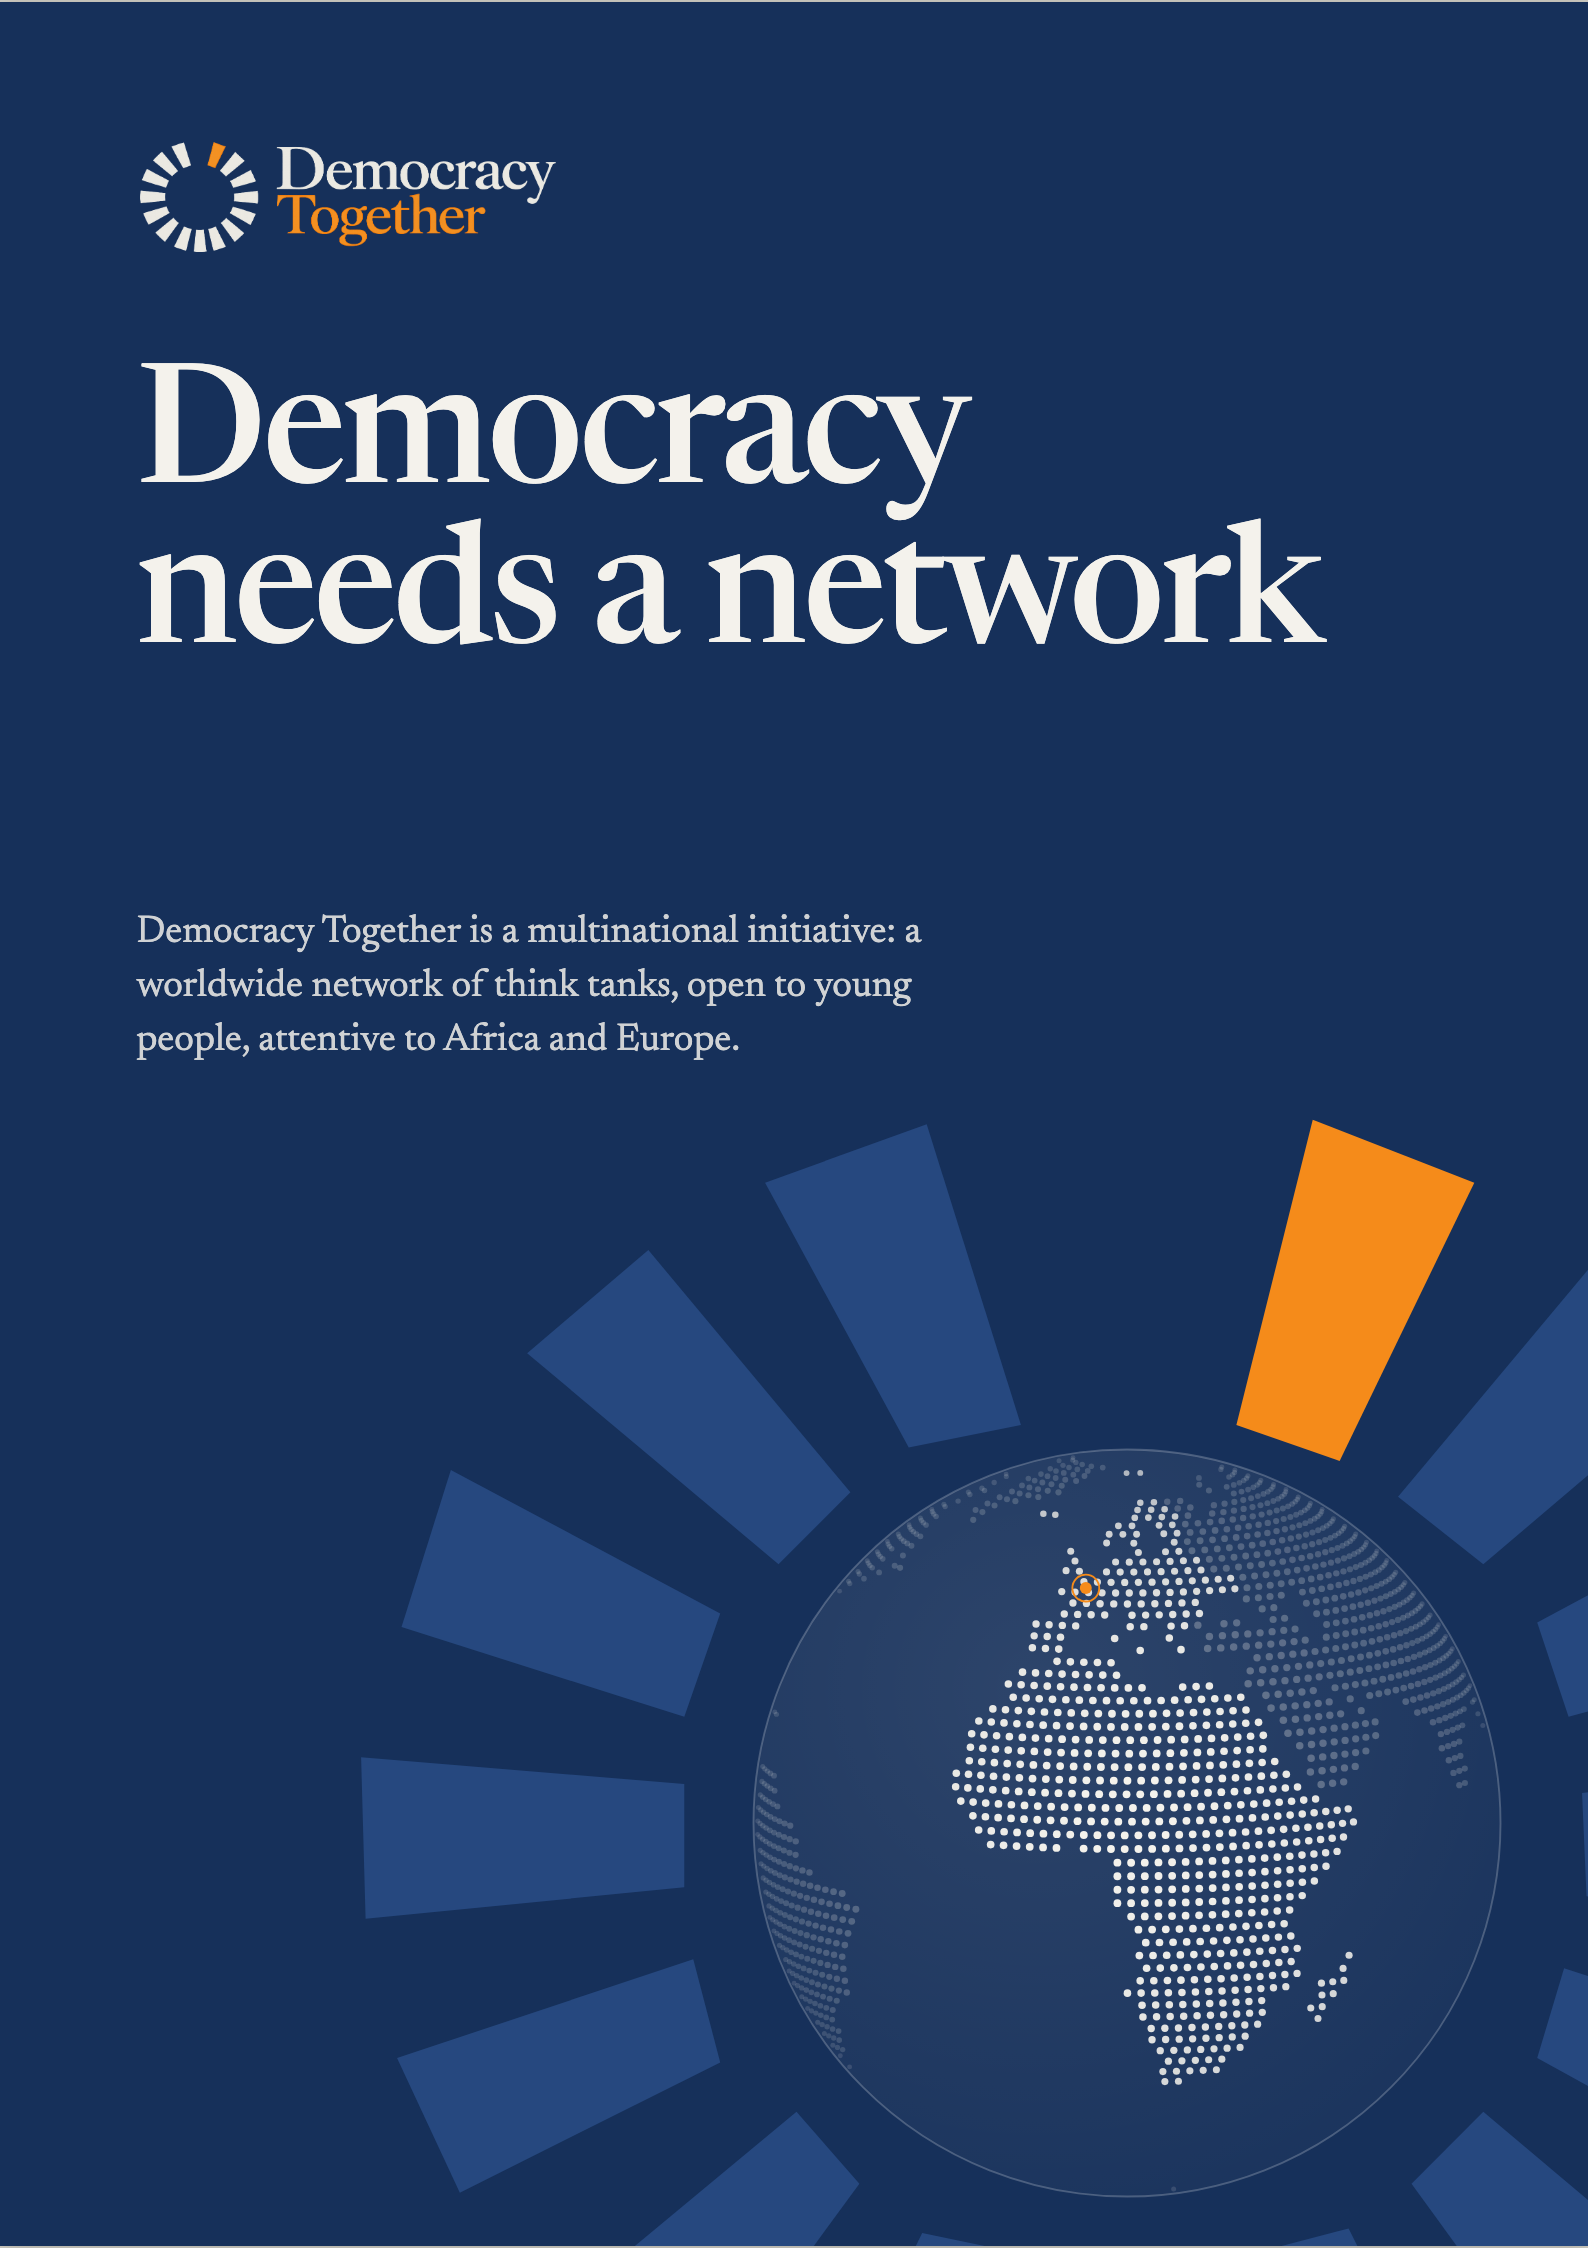 Democracy
Together
Democracy
needs a network
Democracy Together is a multinational initiative: a
worldwide network of think tanks, open to young
people, attentive to Africa and Europe.